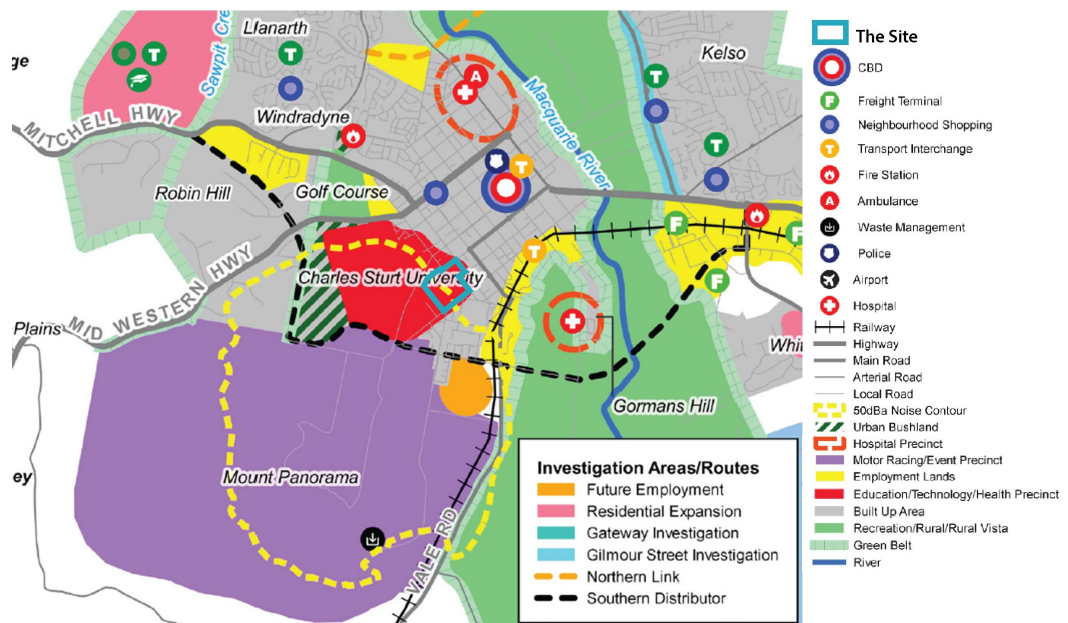 Llanarth
Sawpit Cre
Kelso
ge
Windradyne
Macquarie River
MITCHELL HWY
Robin Hill
Golf Course
Charles Sturt University
MID WESTERN HWY
Plains
Whi
Gormans Hill
ey
Mount Panorama
VALE RD
T
T
T
T
T
T
A
F
F
F
Investigation Areas/Routes
Future Employment
Residential Expansion
Gateway Investigation
Gilmour Street Investigation
Northern Link
Southern Distributor
The Site
CBD
F Freight Terminal
Neighbourhood Shopping
T Transport Interchange
Fire Station
A Ambulance
Waste Management
Police
Airport
Hospital
Railway
Highway
Main Road
Arterial Road
Local Road
50dBa Noise Contour
Urban Bushland
Hospital Precinct
Motor Racing/Event Precinct
Employment Lands
Education/Technology/Health Precinct
Built Up Area
Recreation/Rural/Rural Vista
Green Belt
River